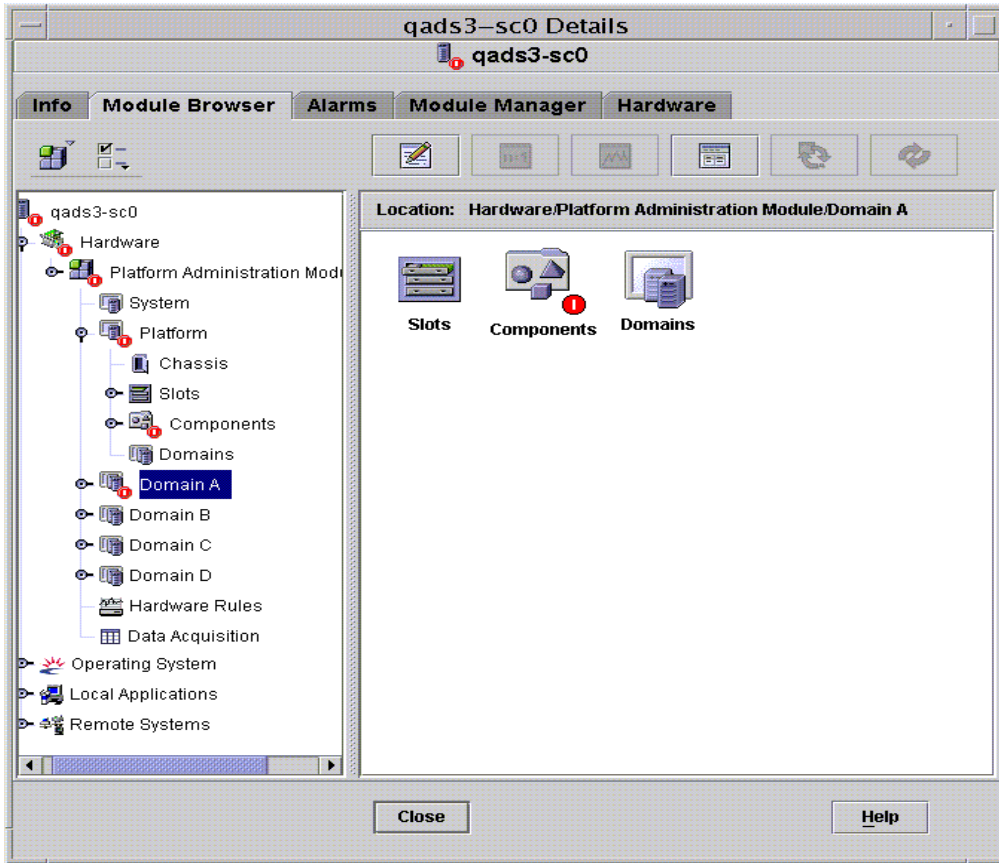 qads3-sc0 Details
qads3-sc0
Info Module Browser Alarms Module Manager Hardware
qads3-sc0
Hardware
Platform Administration Modu
System
Platform
Chassis
Slots
Components
Domains
Domain A
Domain B
Domain C
Domain D
Hardware Rules
Data Acquisition
Operating System
Local Applications
Remote Systems
Location: Hardware/Platform Administration Module/Domain A
Slots
Components
Domains
Close
Help